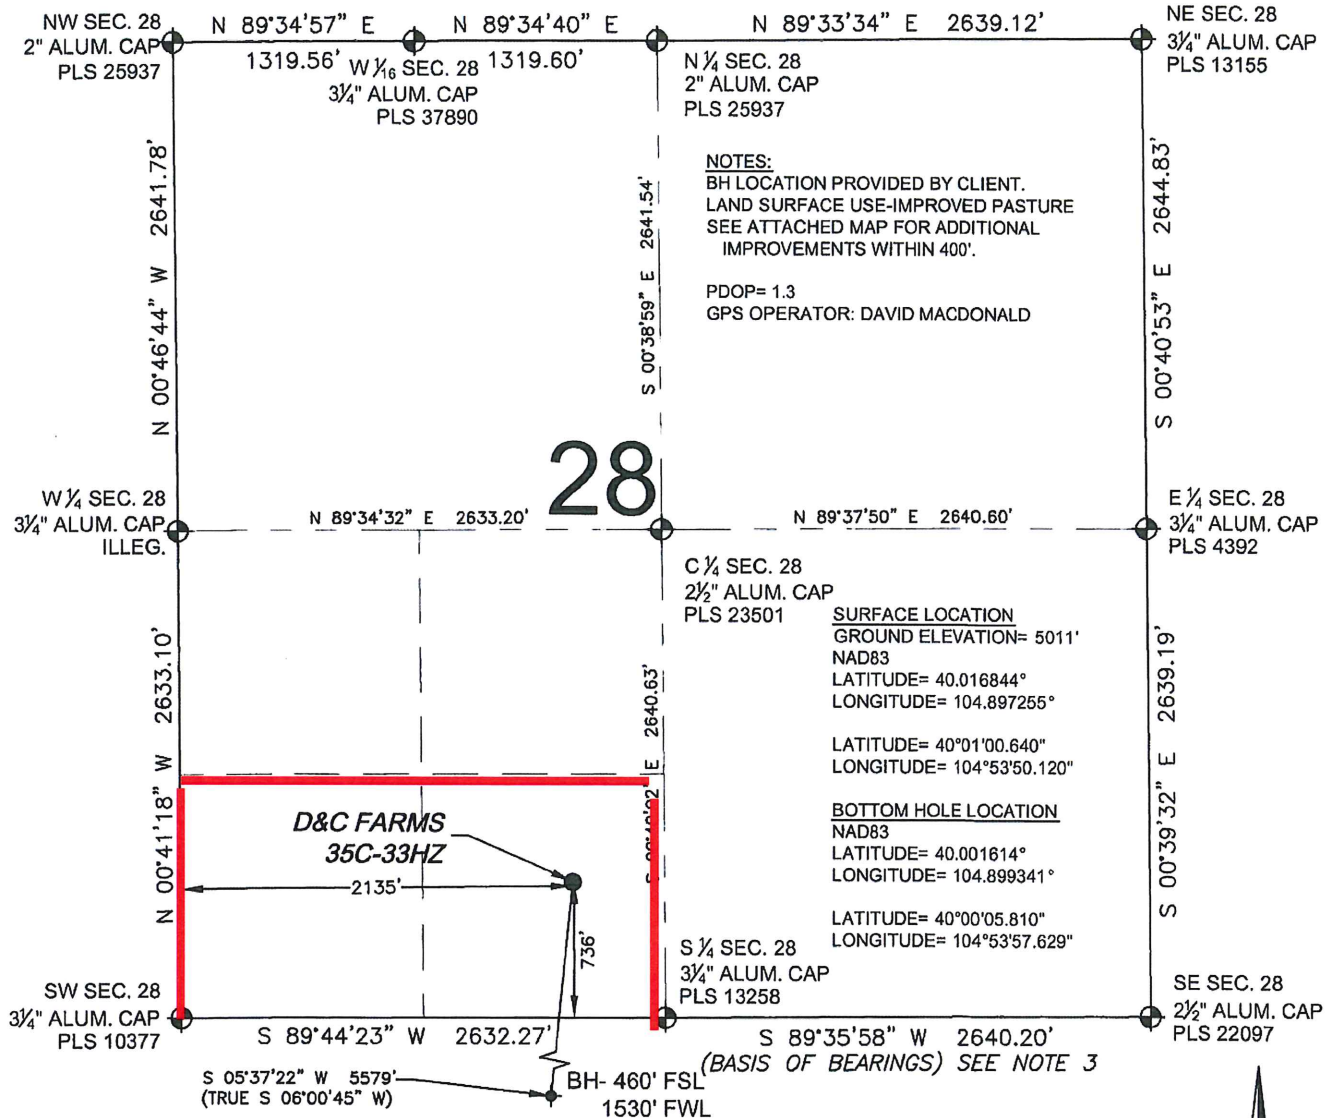 N 89°34'57" E
N 89°34'40" E
N 89°33'34" E 2639.12'
1319.56'
1319.60'
NW SEC. 28
2" ALUM. CAP
PLS 25937
W 1/16 SEC. 28
3¼" ALUM. CAP
PLS 37890
N ¼ SEC. 28
2" ALUM. CAP
PLS 25937
NE SEC. 28
3¼" ALUM. CAP
PLS 13155
N 00°46'44" W 2641.78'
S 00°38'59" E 2641.54'
S 00°40'53" E 2644.83'
NOTES:
BH LOCATION PROVIDED BY CLIENT.
LAND SURFACE USE-IMPROVED PASTURE
SEE ATTACHED MAP FOR ADDITIONAL
IMPROVEMENTS WITHIN 400'.
PDOP= 1.3
GPS OPERATOR: DAVID MACDONALD
28
W ¼ SEC. 28
3¼" ALUM. CAP
ILLEG.
N 89°34'32" E 2633.20'
N 89°37'50" E 2640.60'
E ¼ SEC. 28
3¼" ALUM. CAP
PLS 4392
C ¼ SEC. 28
2½" ALUM. CAP
PLS 23501
SURFACE LOCATION
GROUND ELEVATION= 5011'
NAD83
LATITUDE= 40.016844°
LONGITUDE= 104.897255°
LATITUDE= 40°01'00.640"
LONGITUDE= 104°53'50.120"
BOTTOM HOLE LOCATION
NAD83
LATITUDE= 40.001614°
LONGITUDE= 104.899341°
LATITUDE= 40°00'05.810"
LONGITUDE= 104°53'57.629"
N 00°41'18" W 2633.10'
E 2640.63'
S 00°39'32" E 2639.19'
D&C FARMS
35C-33HZ
2135'
736'
SW SEC. 28
3¼" ALUM. CAP
PLS 10377
S ¼ SEC. 28
3¼" ALUM. CAP
PLS 13258
SE SEC. 28
2½" ALUM. CAP
PLS 22097
S 89°44'23" W 2632.27'
S 89°35'58" W 2640.20'
(BASIS OF BEARINGS) SEE NOTE 3
S 05°37'22" W 5579'
(TRUE S 06°00'45" W)
BH- 460' FSL
1530' FWL